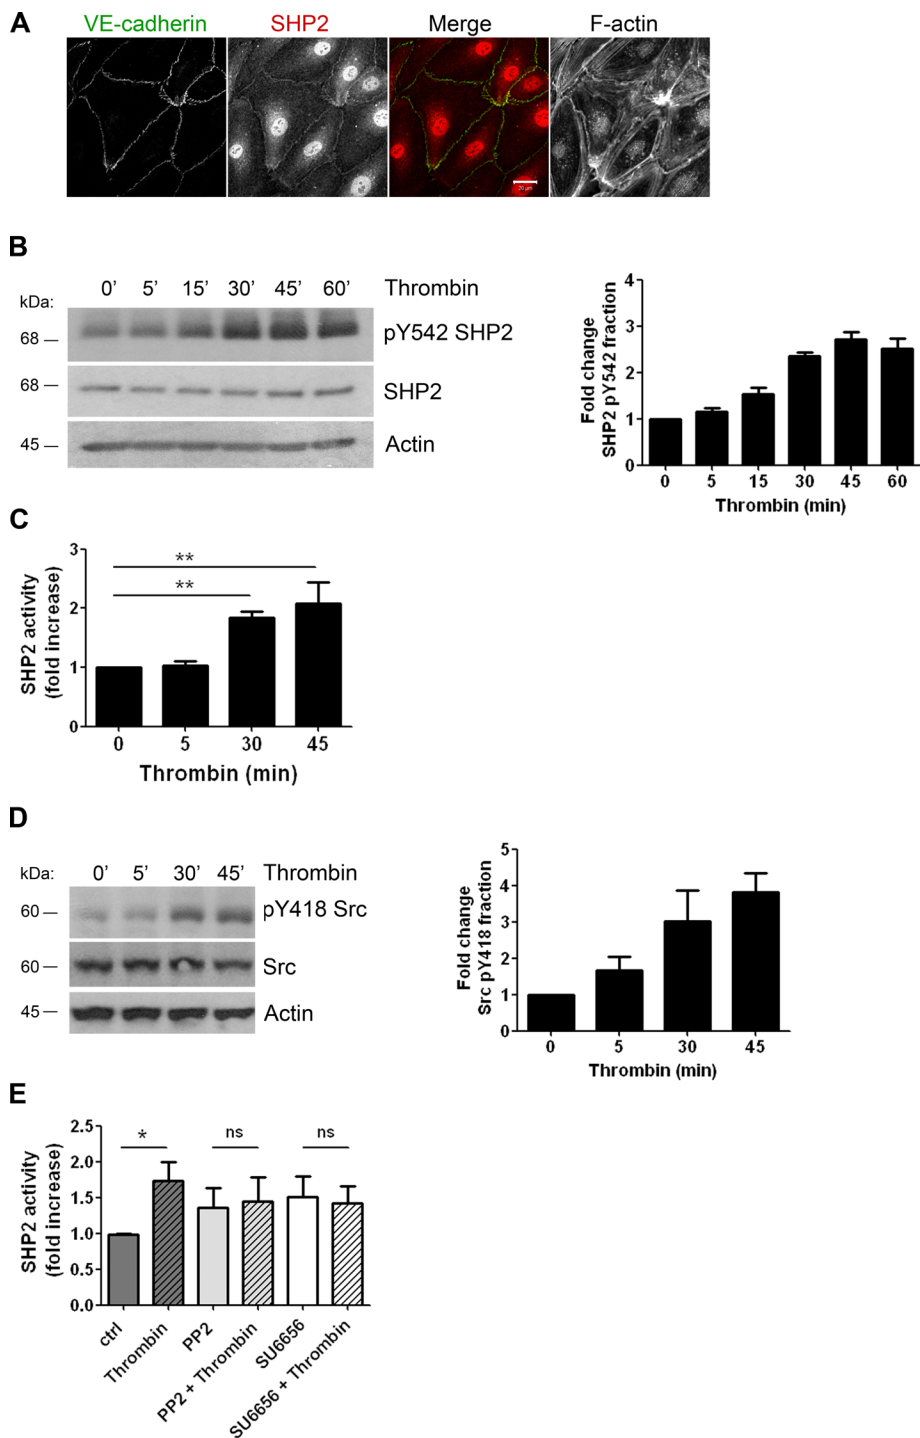 A
VE-cadherin SHP2 Merge F-actin
20 µm
B
kDa: 0’ 5’ 15’ 30’ 45’ 60’ Thrombin
68 pY542 SHP2
68 SHP2
45 Actin
Fold change
SHP2 pY542 fraction
4
3
2
1
0
0 5 15 30 45 60
Thrombin (min)
C
SHP2 activity
(fold increase)
3
2
1
0
**
**
0 5 30 45
Thrombin (min)
D
kDa: 0’ 5’ 30’ 45’ Thrombin
60 pY418 Src
60 Src
45 Actin
Fold change
Src pY418 fraction
5
4
3
2
1
0
0 5 30 45
Thrombin (min)
E
SHP2 activity
(fold increase)
2.5
2.0
1.5
1.0
0.5
0.0
* ns ns
ctrl
Thrombin
PP2
PP2 + Thrombin
SU6656
SU6656 + Thrombin